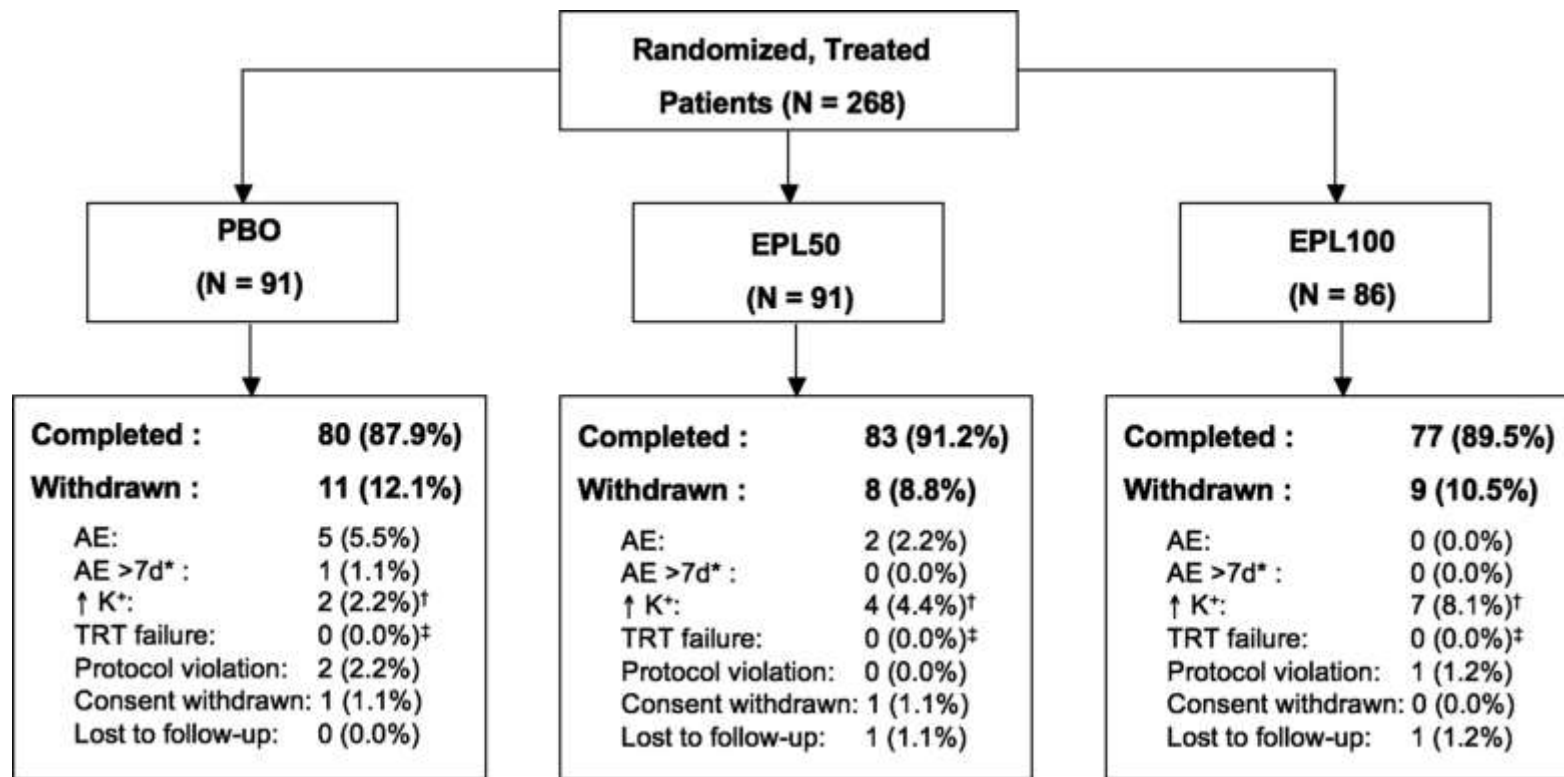 Randomized, Treated
Patients (N = 268)
PBO
(N = 91)
EPL50
(N = 91)
EPL100
(N = 86)
Completed : 80 (87.9%)
Withdrawn : 11 (12.1%)
AE: 5 (5.5%)
AE >7d* : 1 (1.1%)
↑ K⁺: 2 (2.2%)†
TRT failure: 0 (0.0%)‡
Protocol violation: 2 (2.2%)
Consent withdrawn: 1 (1.1%)
Lost to follow-up: 0 (0.0%)
Completed : 83 (91.2%)
Withdrawn : 8 (8.8%)
AE: 2 (2.2%)
AE >7d* : 0 (0.0%)
↑ K⁺: 4 (4.4%)†
TRT failure: 0 (0.0%)‡
Protocol violation: 0 (0.0%)
Consent withdrawn: 1 (1.1%)
Lost to follow-up: 1 (1.1%)
Completed : 77 (89.5%)
Withdrawn : 9 (10.5%)
AE: 0 (0.0%)
AE >7d* : 0 (0.0%)
↑ K⁺: 7 (8.1%)†
TRT failure: 0 (0.0%)‡
Protocol violation: 1 (1.2%)
Consent withdrawn: 0 (0.0%)
Lost to follow-up: 1 (1.2%)